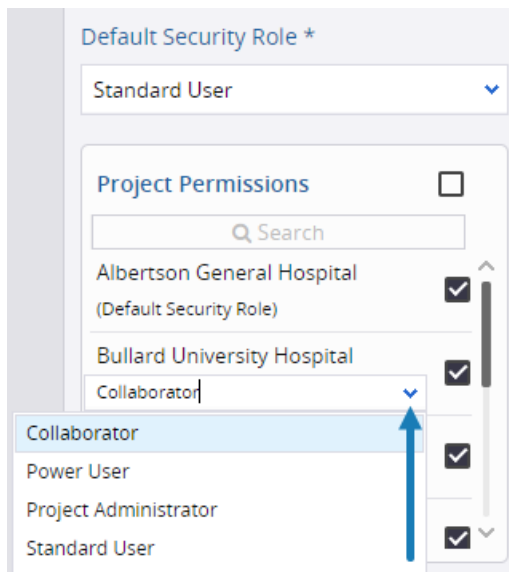 Default Security Role *
Standard User
Project Permissions
Search
Albertson General Hospital
(Default Security Role)
Bullard University Hospital
Collaborator
Collaborator
Power User
Project Administrator
Standard User